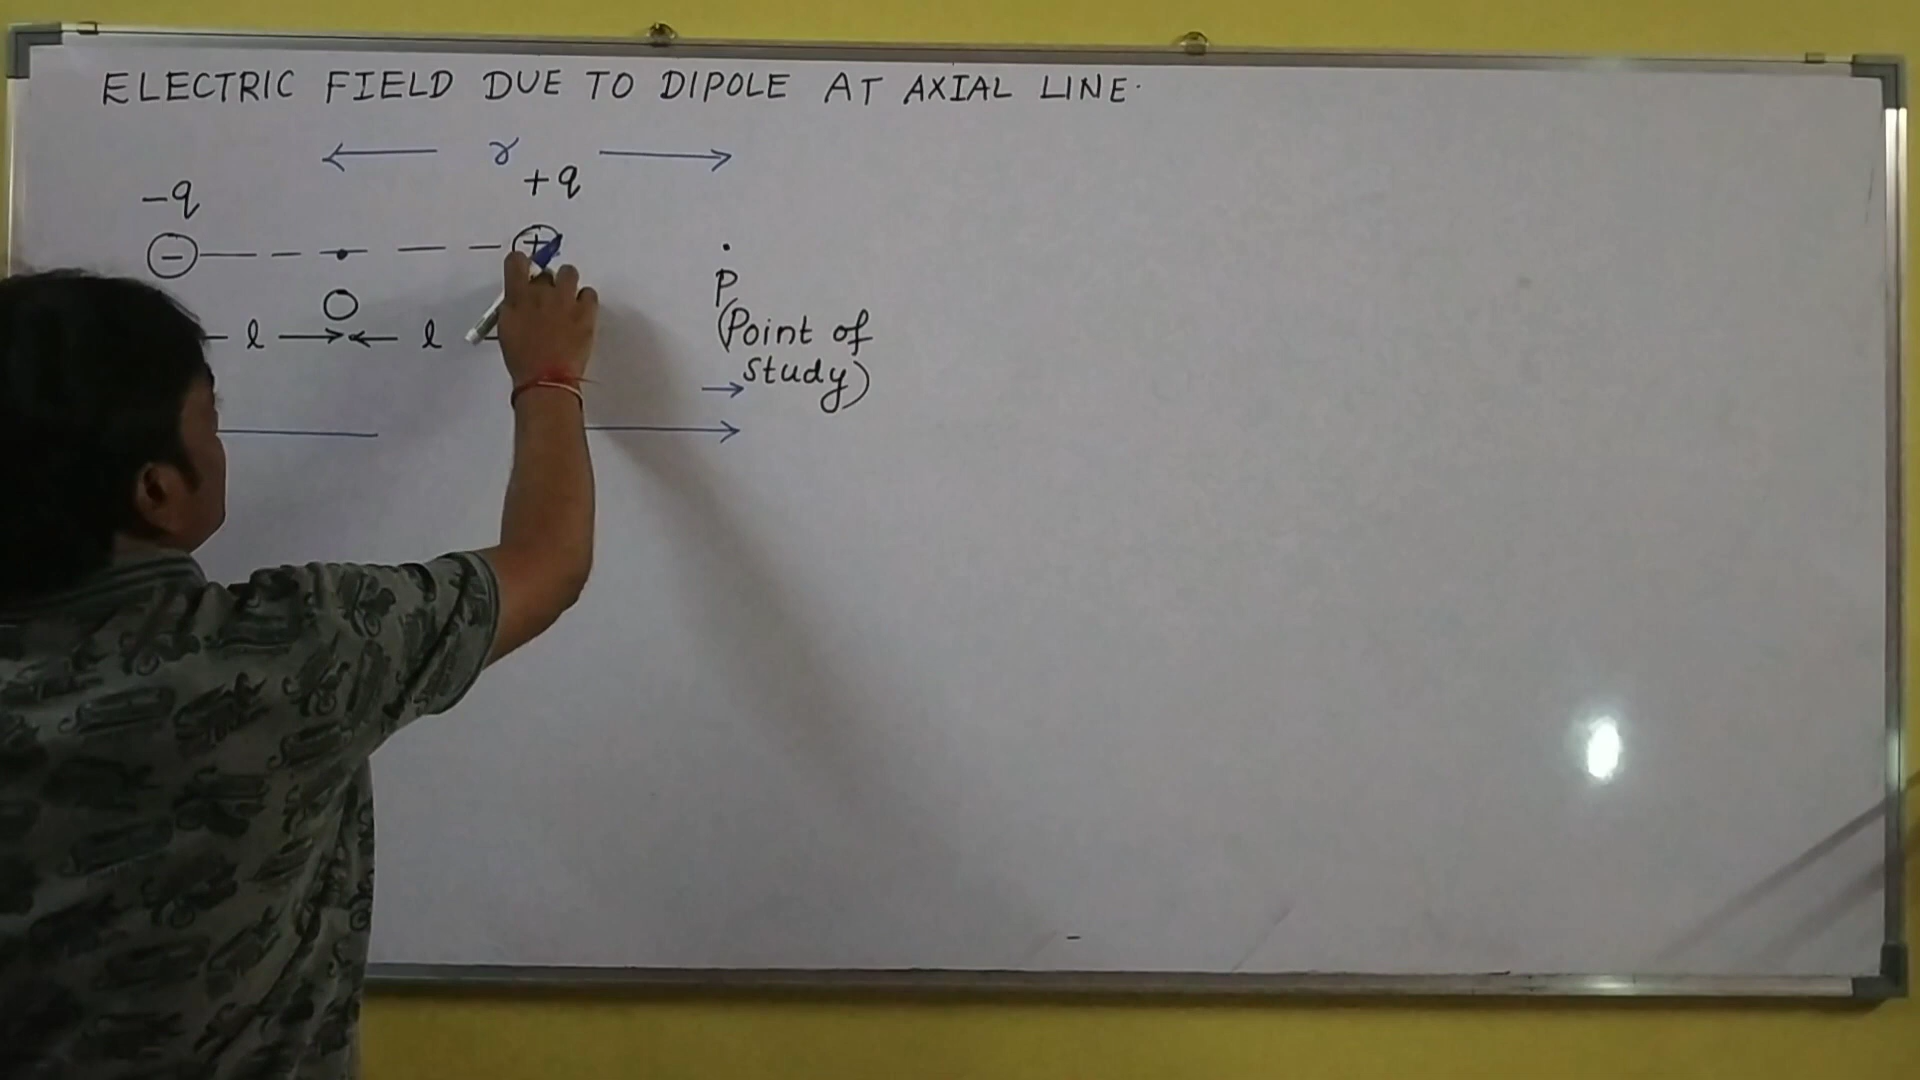 ELECTRIC FIELD DUE TO DIPOLE AT AXIAL LINE.
r
-q +q
- +
O P
l l (Point of
study)